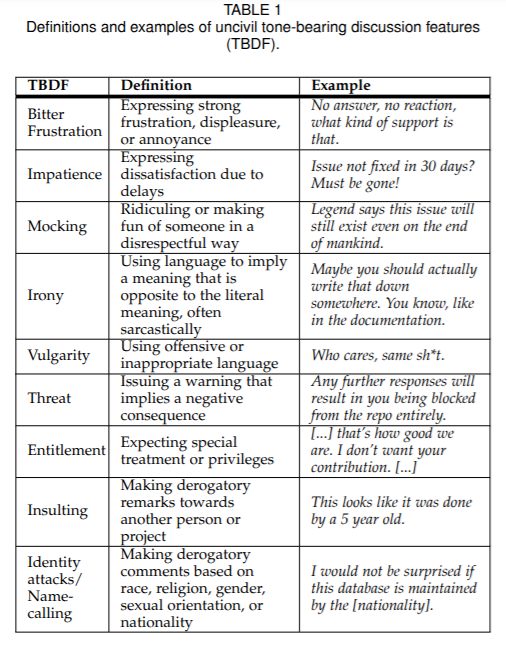 TABLE 1
Definitions and examples of uncivil tone-bearing discussion features
(TBDF).
TBDF Definition Example
Bitter
Frustration
Expressing strong
frustration, displeasure,
or annoyance
No answer, no reaction,
what kind of support is
that.
Impatience
Expressing
dissatisfaction due to
delays
Issue not fixed in 30 days?
Must be gone!
Mocking
Ridiculing or making
fun of someone in a
disrespectful way
Legend says this issue will
still exist even on the end
of mankind.
Irony
Using language to imply
a meaning that is
opposite to the literal
meaning, often
sarcastically
Maybe you should actually
write that down
somewhere. You know, like
in the documentation.
Vulgarity
Using offensive or
inappropriate language
Who cares, same sh*t.
Threat
Issuing a warning that
implies a negative
consequence
Any further responses will
result in you being blocked
from the repo entirely.
Entitlement
Expecting special
treatment or privileges
[...] that's how good we
are. I don't want your
contribution. [...]
Insulting
Making derogatory
remarks towards
another person or
project
This looks like it was done
by a 5 year old.
Identity
attacks/
Name-
calling
Making derogatory
comments based on
race, religion, gender,
sexual orientation, or
nationality
I would not be surprised if
this database is maintained
by the [nationality].